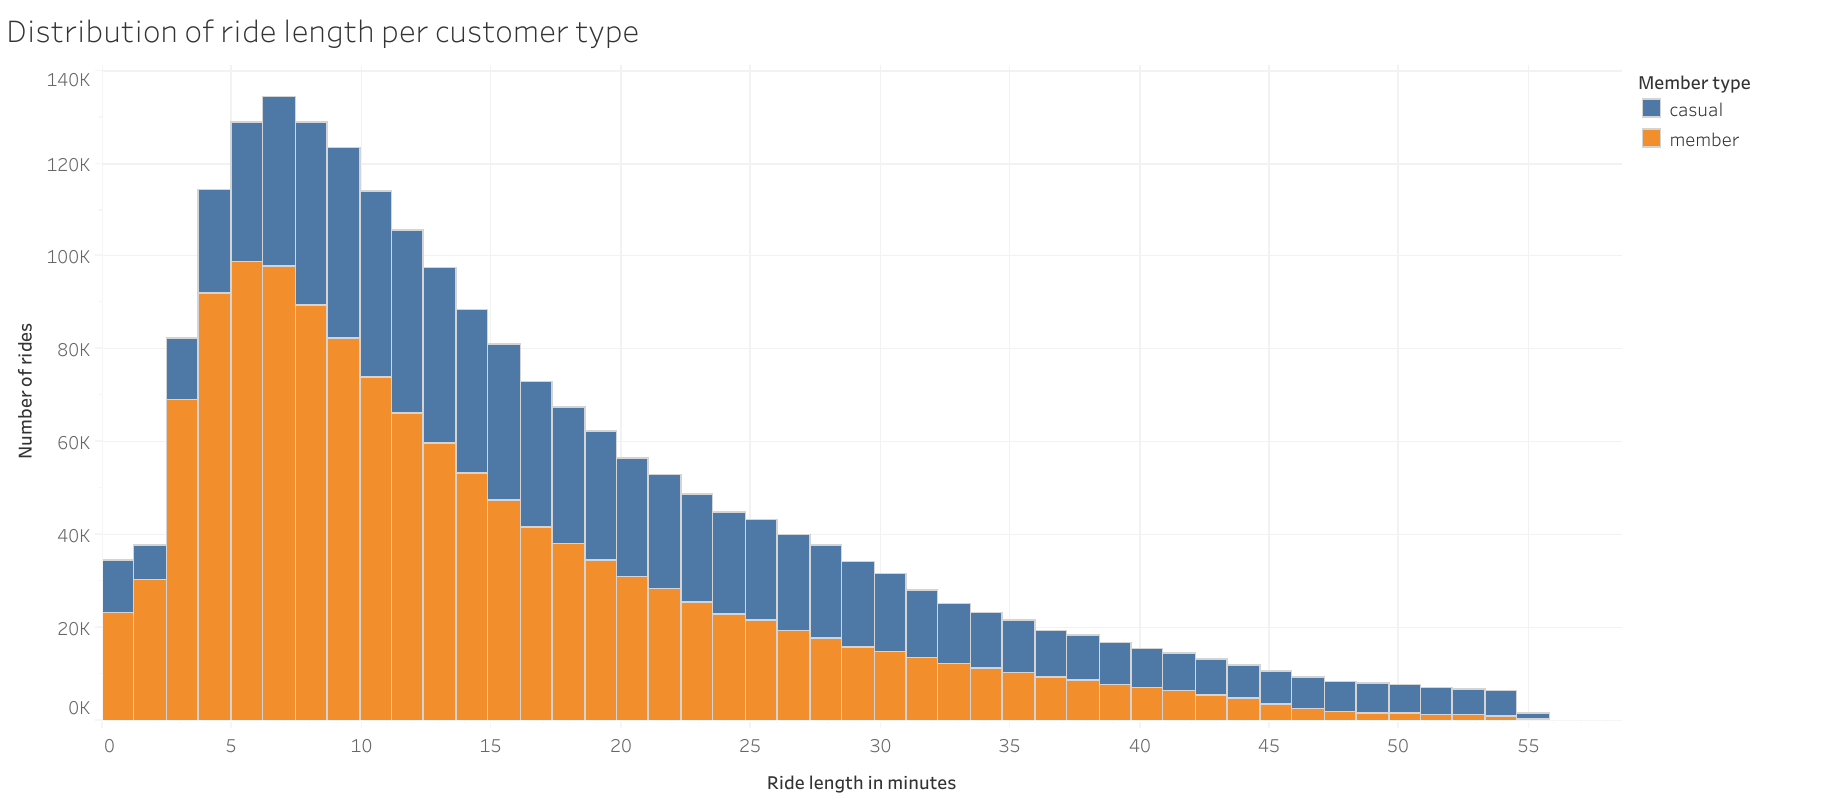 Distribution of ride length per customer type
140K
120K
100K
80K
60K
40K
20K
0K
Number of rides
0 5 10 15 20 25 30 35 40 45 50 55
Ride length in minutes
Member type
casual
member